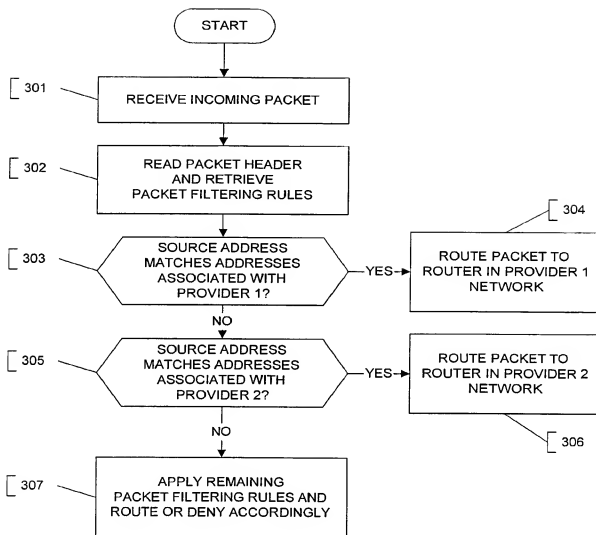 START
301
RECEIVE INCOMING PACKET
302
READ PACKET HEADER
AND RETRIEVE
PACKET FILTERING RULES
303
SOURCE ADDRESS
MATCHES ADDRESSES
ASSOCIATED WITH
PROVIDER 1?
YES
304
ROUTE PACKET TO
ROUTER IN PROVIDER 1
NETWORK
NO
305
SOURCE ADDRESS
MATCHES ADDRESSES
ASSOCIATED WITH
PROVIDER 2?
YES
ROUTE PACKET TO
ROUTER IN PROVIDER 2
NETWORK
306
NO
307
APPLY REMAINING
PACKET FILTERING RULES AND
ROUTE OR DENY ACCORDINGLY